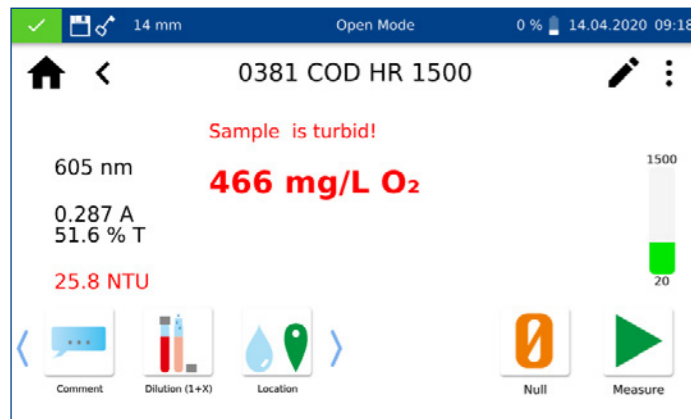 14 mm Open Mode 0 % 14.04.2020 09:18
0381 COD HR 1500
Sample is turbid!
605 nm
466 mg/L O₂
1500
0.287 A
51.6 % T
25.8 NTU
20
0
Comment Dilution (1+X) Location Null Measure